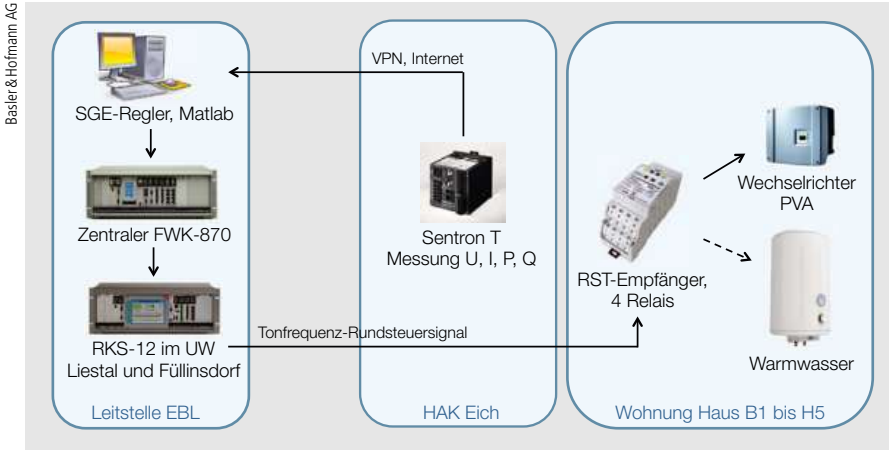 Basler & Hofmann AG
SGE-Regler, Matlab
Zentraler FWK-870
RKS-12 im UW
Liestal und Füllinsdorf
Leitstelle EBL
VPN, Internet
Sentron T
Messung U, I, P, Q
Tonfrequenz-Rundsteuersignal
HAK Eich
RST-Empfänger,
4 Relais
Wechselrichter
PVA
Warmwasser
Wohnung Haus B1 bis H5